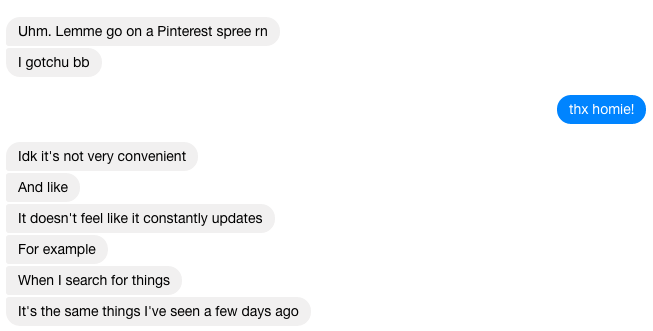 Uhm. Lemme go on a Pinterest spree rn
I gotchu bb
thx homie!
Idk it's not very convenient
And like
It doesn't feel like it constantly updates
For example
When I search for things
It's the same things I've seen a few days ago